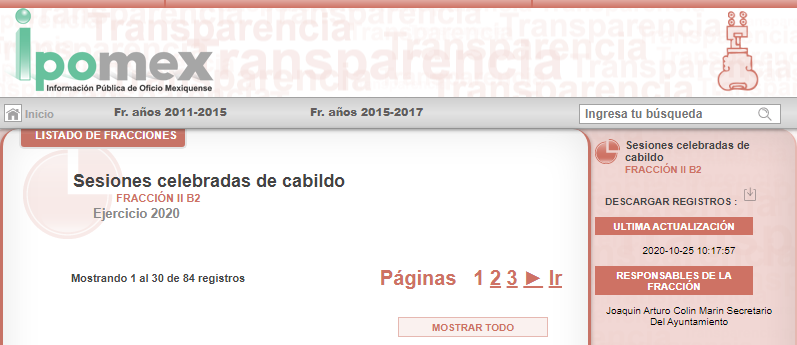 Transparencia
Transparencia
ipomex
Información Pública de Oficio Mexiquense
Inicio
Fr. años 2011-2015
Fr. años 2015-2017
Ingresa tu búsqueda
LISTADO DE FRACCIONES
Sesiones celebradas de cabildo
FRACCIÓN II B2
Ejercicio 2020
Mostrando 1 al 30 de 84 registros
Páginas 1 2 3 ► Ir
MOSTRAR TODO
Sesiones celebradas de
cabildo
FRACCIÓN II B2
DESCARGAR REGISTROS :
ULTIMA ACTUALIZACIÓN
2020-10-25 10:17:57
RESPONSABLES DE LA
FRACCIÓN
Joaquin Arturo Colin Marin Secretario
Del Ayuntamiento